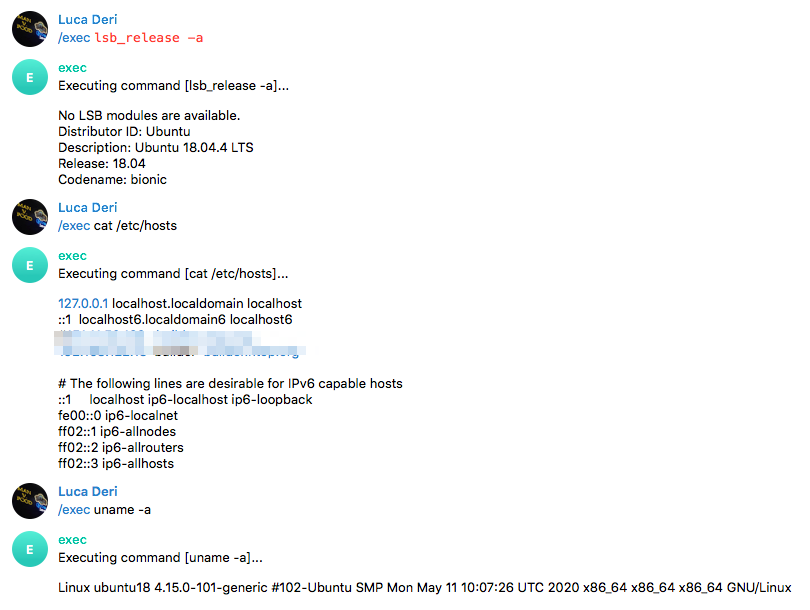 Luca Deri
/exec lsb_release -a
E
exec
Executing command [lsb_release -a]...
No LSB modules are available.
Distributor ID: Ubuntu
Description: Ubuntu 18.04.4 LTS
Release: 18.04
Codename: bionic
Luca Deri
/exec cat /etc/hosts
E
exec
Executing command [cat /etc/hosts]...
127.0.0.1 localhost.localdomain localhost
::1 localhost6.localdomain6 localhost6
# The following lines are desirable for IPv6 capable hosts
::1 localhost ip6-localhost ip6-loopback
fe00::0 ip6-localnet
ff02::1 ip6-allnodes
ff02::2 ip6-allrouters
ff02::3 ip6-allhosts
Luca Deri
/exec uname -a
E
exec
Executing command [uname -a]...
Linux ubuntu18 4.15.0-101-generic #102-Ubuntu SMP Mon May 11 10:07:26 UTC 2020 x86_64 x86_64 x86_64 GNU/Linux